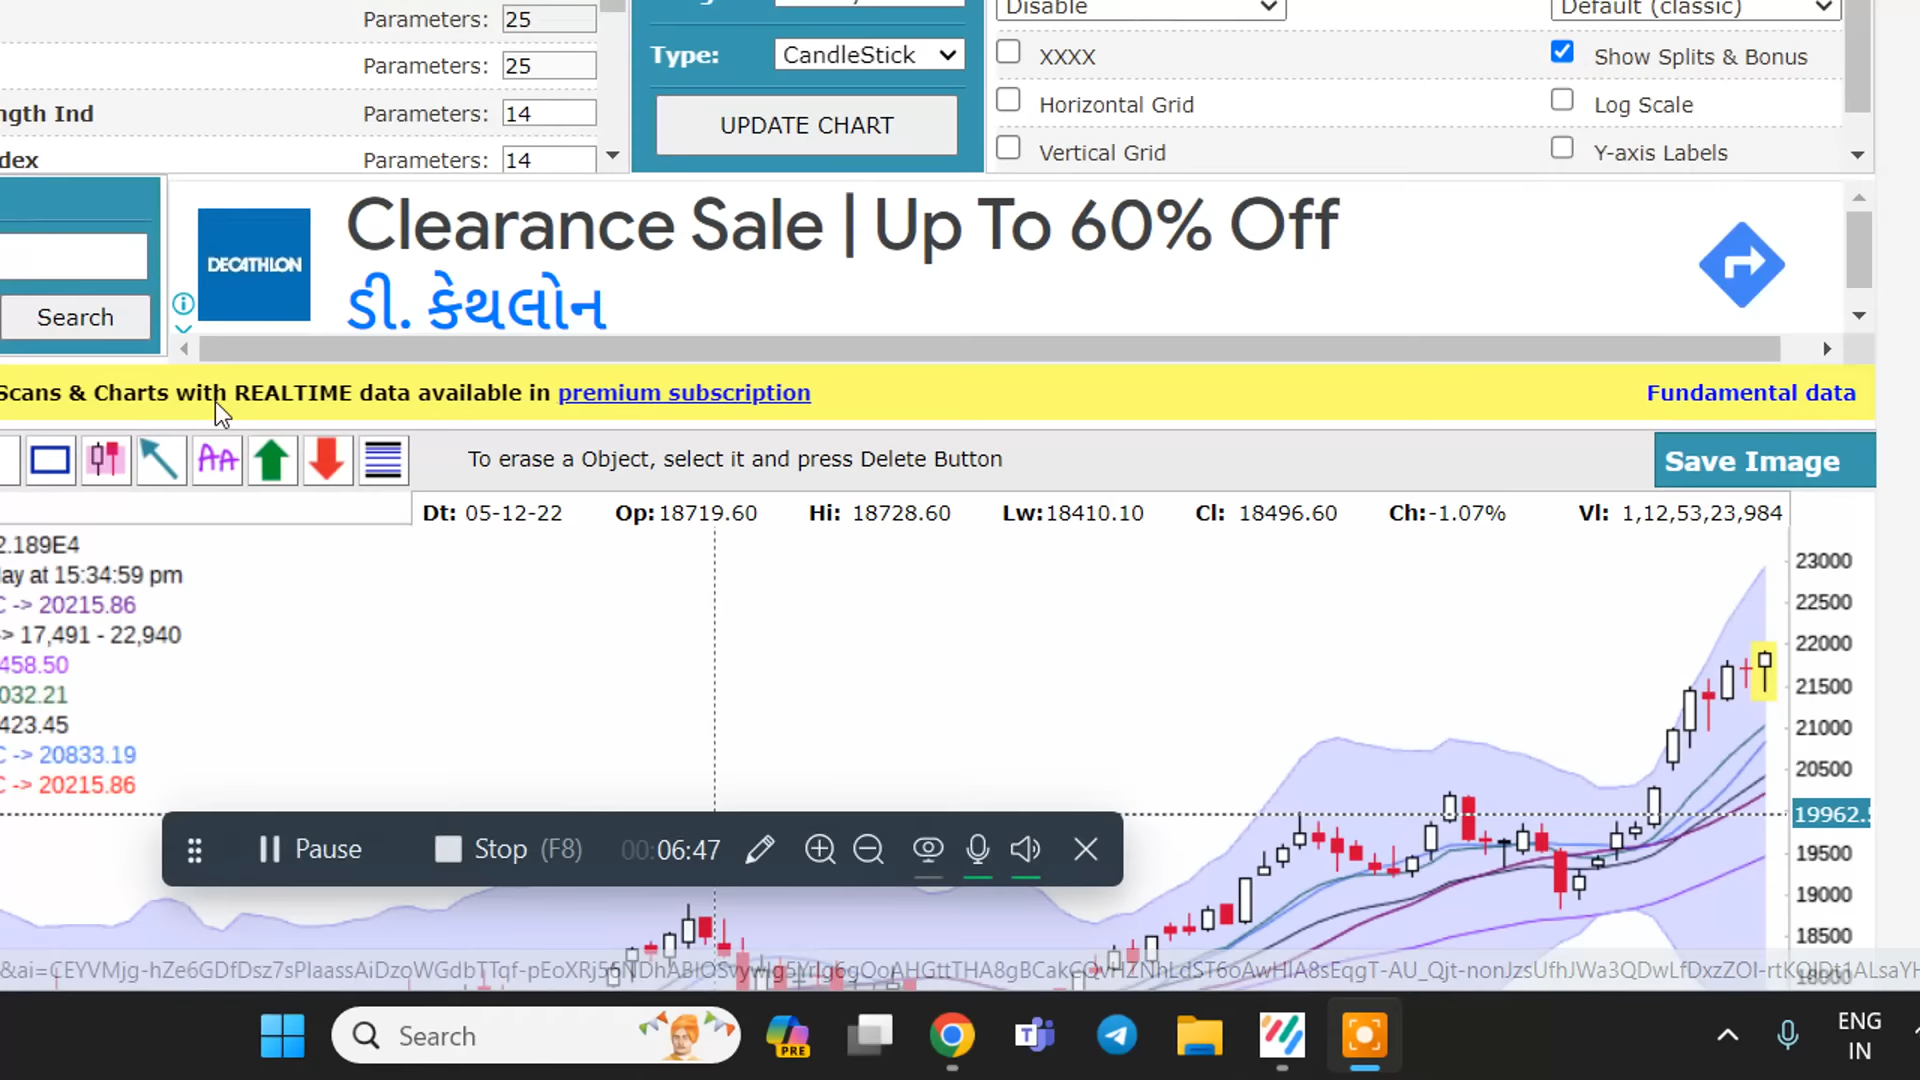 Parameters: 25
Disable
Default (classic)
Parameters: 25
Type: CandleStick
XXXX
Show Splits & Bonus
ngth Ind Parameters: 14
UPDATE CHART
Horizontal Grid
Log Scale
dex Parameters: 14
Vertical Grid
Y-axis Labels
DECATHLON
Clearance Sale | Up To 60% Off
ડી. કેથલોન
Search
Scans & Charts with REALTIME data available in premium subscription
Fundamental data
AA
To erase a Object, select it and press Delete Button
Save Image
Dt: 05-12-22 Op:18719.60 Hi: 18728.60 Lw:18410.10 Cl: 18496.60 Ch:-1.07% Vl: 1,12,53,23,984
2.189E4
ay at 15:34:59 pm
C -> 20215.86
-> 17,491 - 22,940
458.50
032.21
423.45
C -> 20833.19
C -> 20215.86
23000
22500
22000
21500
21000
20500
19962.5
19500
19000
18500
18000
Pause
Stop (F8)
00:06:47
Search
PRE
ENG
IN